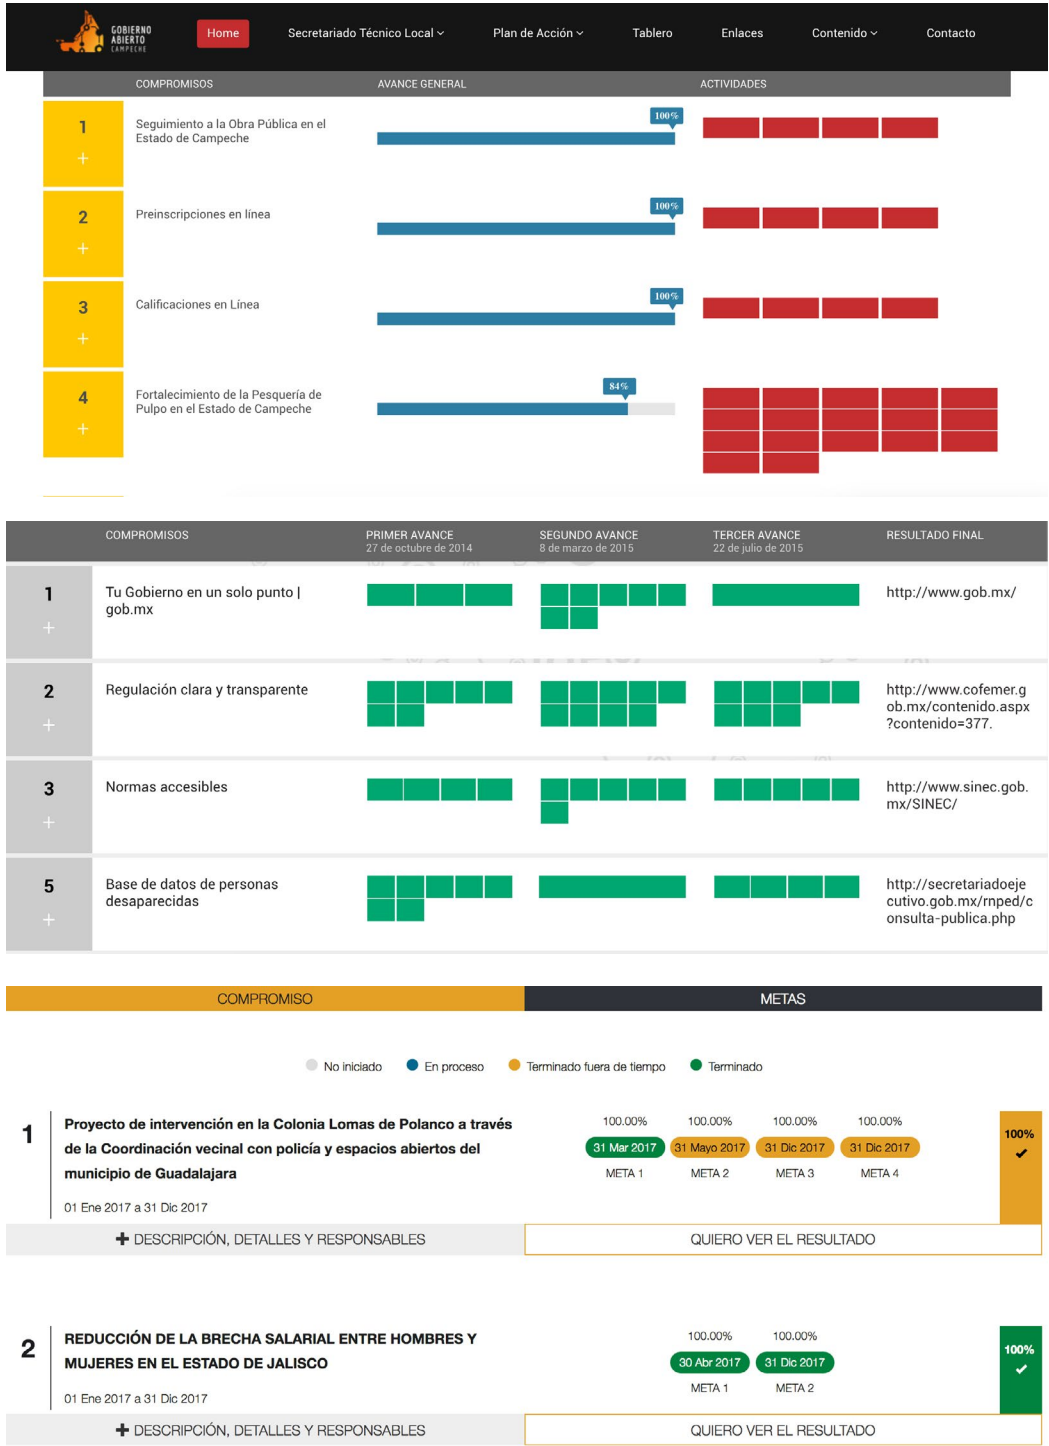 GOBIERNO
ABIERTO
CAMPECHE
Home
Secretariado Técnico Local
Plan de Acción
Tablero
Enlaces
Contenido
Contacto
COMPROMISOS AVANCE GENERAL ACTIVIDADES
1
+
Seguimiento a la Obra Pública en el
Estado de Campeche
100%
2
+
Preinscripciones en línea
100%
3
+
Calificaciones en Línea
100%
4
+
Fortalecimiento de la Pesquería de
Pulpo en el Estado de Campeche
84%
COMPROMISOS
PRIMER AVANCE
27 de octubre de 2014
SEGUNDO AVANCE
8 de marzo de 2015
TERCER AVANCE
22 de julio de 2015
RESULTADO FINAL
1
+
Tu Gobierno en un solo punto |
gob.mx
http://www.gob.mx/
2
+
Regulación clara y transparente
http://www.cofemer.g
ob.mx/contenido.aspx
?contenido=377.
3
+
Normas accesibles
http://www.sinec.gob.
mx/SINEC/
5
+
Base de datos de personas
desaparecidas
http://secretariadoeje
cutivo.gob.mx/rnped/c
onsulta-publica.php
COMPROMISO METAS
No iniciado En proceso Terminado fuera de tiempo Terminado
1
Proyecto de intervención en la Colonia Lomas de Polanco a través
de la Coordinación vecinal con policía y espacios abiertos del
municipio de Guadalajara
01 Ene 2017 a 31 Dic 2017
100.00% 100.00% 100.00% 100.00%
31 Mar 2017 31 Mayo 2017 31 Dic 2017 31 Dic 2017
META 1 META 2 META 3 META 4
100%
+ DESCRIPCIÓN, DETALLES Y RESPONSABLES QUIERO VER EL RESULTADO
2
REDUCCIÓN DE LA BRECHA SALARIAL ENTRE HOMBRES Y
MUJERES EN EL ESTADO DE JALISCO
01 Ene 2017 a 31 Dic 2017
100.00% 100.00%
30 Abr 2017 31 Dic 2017
META 1 META 2
100%
+ DESCRIPCIÓN, DETALLES Y RESPONSABLES QUIERO VER EL RESULTADO